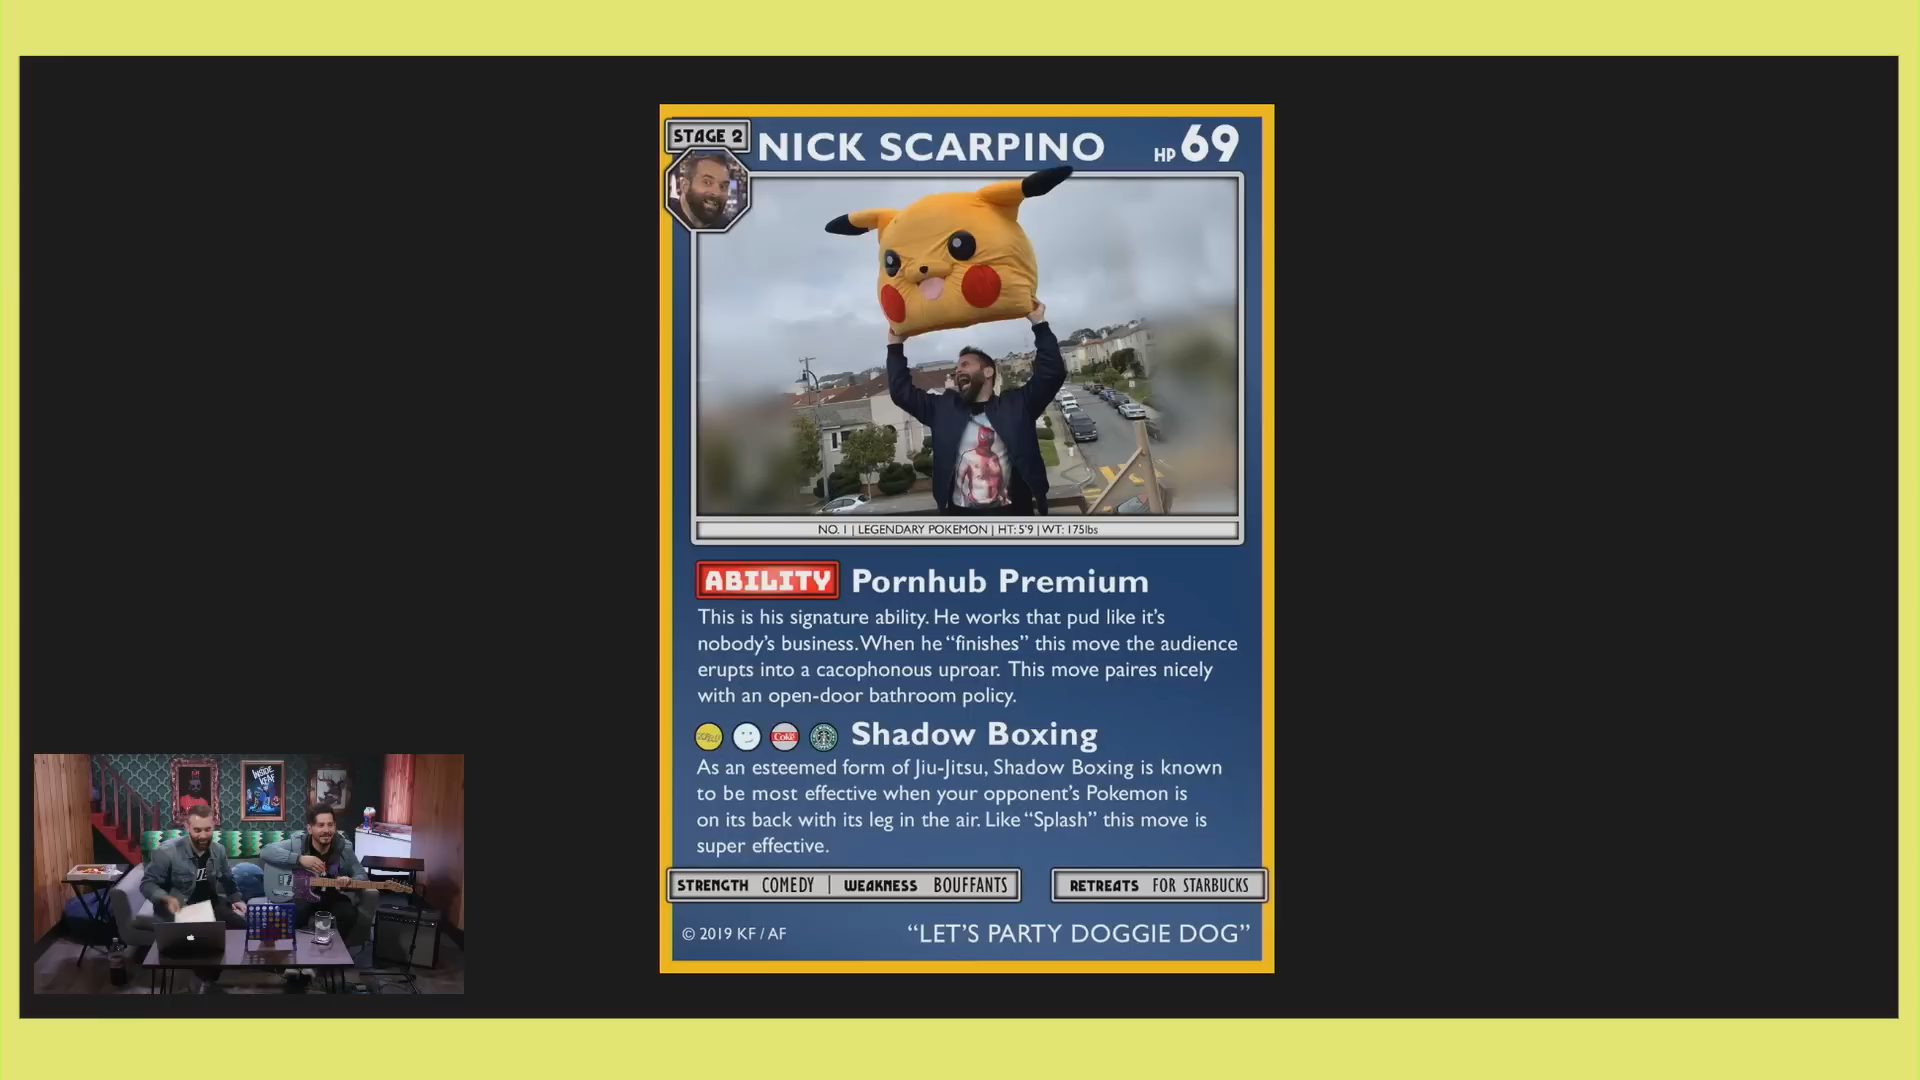 STAGE 2
NICK SCARPINO
HP 69
NO. 1 | LEGENDARY POKEMON | HT: 5'9 | WT: 175lbs
ABILITY Pornhub Premium
This is his signature ability. He works that pud like it's
nobody's business. When he “finishes” this move the audience
erupts into a cacophonous uproar. This move paires nicely
with an open-door bathroom policy.
Coke
Shadow Boxing
As an esteemed form of Jiu-Jitsu, Shadow Boxing is known
to be most effective when your opponent's Pokemon is
on its back with its leg in the air. Like “Splash” this move is
super effective.
STRENGTH COMEDY | WEAKNESS BOUFFANTS
RETREATS FOR STARBUCKS
© 2019 KF / AF
“LET'S PARTY DOGGIE DOG”
INSIDE